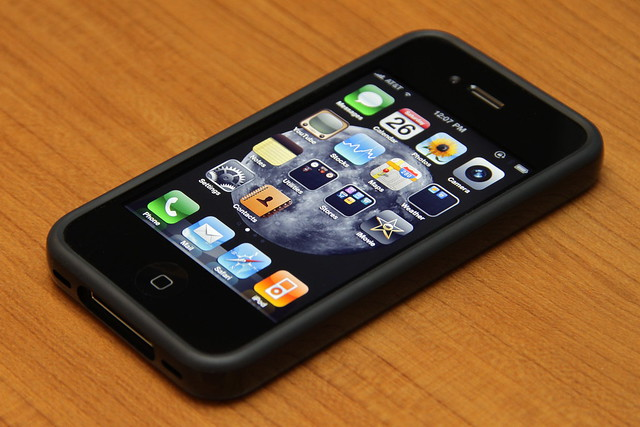 AT&T
12:07 PM
Messages
Calendar
26
Photos
Camera
YouTube
Stocks
Maps
Weather
Notes
Utilities
Stores
iMovie
Settings
Contacts
Phone
Mail
Safari
iPod